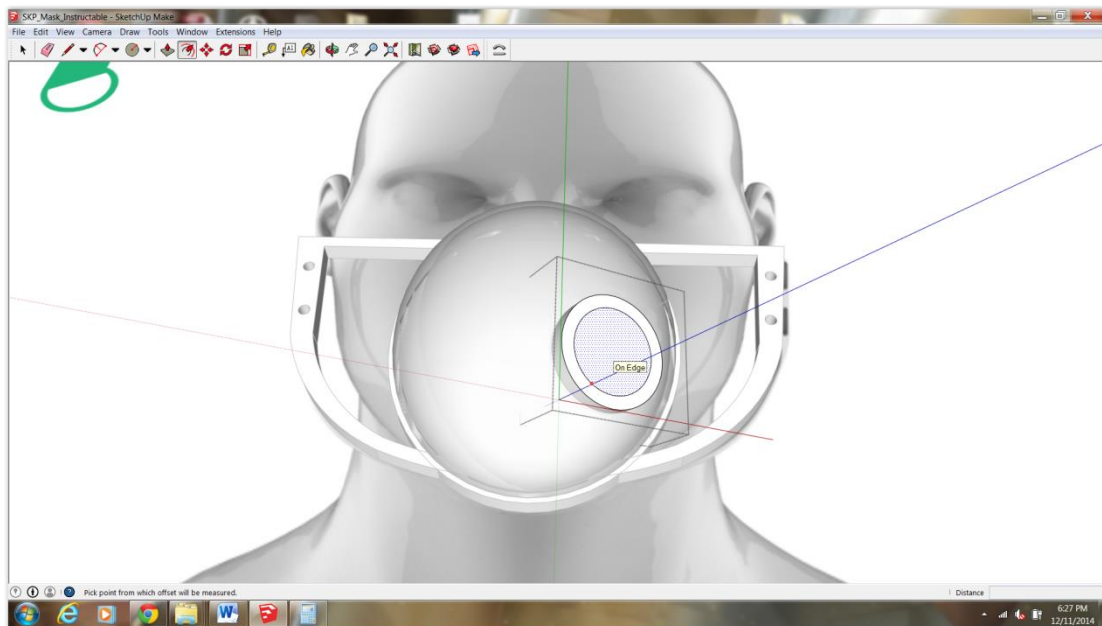 SKP_Mask_Instructable - SketchUp Make
File Edit View Camera Draw Tools Window Extensions Help
A1
On Edge
Pick point from which offset will be measured.
Distance
6:27 PM
12/11/2014